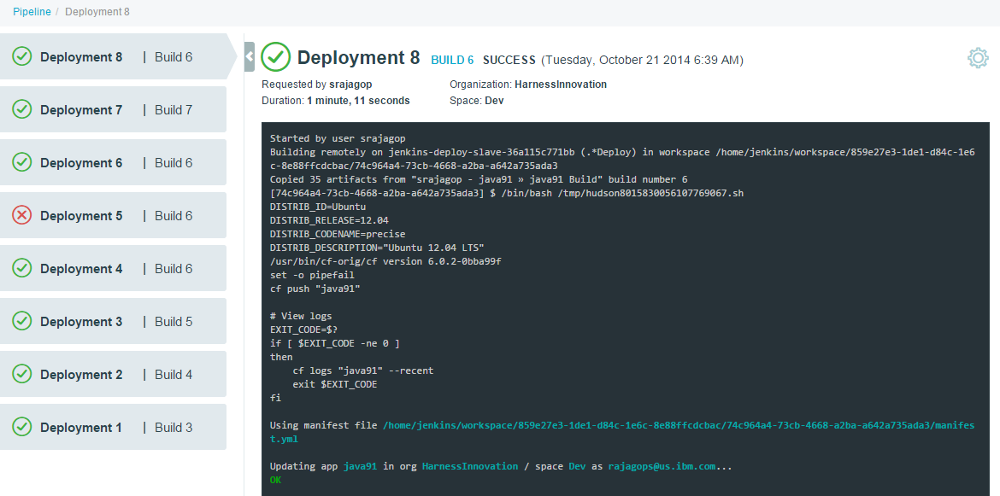 Pipeline / Deployment 8
Deployment 8 | Build 6
Deployment 7 | Build 7
Deployment 6 | Build 6
Deployment 5 | Build 6
Deployment 4 | Build 6
Deployment 3 | Build 5
Deployment 2 | Build 4
Deployment 1 | Build 3
Deployment 8 BUILD 6 SUCCESS (Tuesday, October 21 2014 6:39 AM)
Requested by srajagop Organization: HarnessInnovation
Duration: 1 minute, 11 seconds Space: Dev
Started by user srajagop
Building remotely on jenkins-deploy-slave-36a115c771bb (.*Deploy) in workspace /home/jenkins/workspace/859e27e3-1de1-d84c-1e6
c-8e88ffcdcbac/74c964a4-73cb-4668-a2ba-a642a735ada3
Copied 35 artifacts from "srajagop - java91 » java91 Build" build number 6
[74c964a4-73cb-4668-a2ba-a642a735ada3] $ /bin/bash /tmp/hudson8015830056107769067.sh
DISTRIB_ID=Ubuntu
DISTRIB_RELEASE=12.04
DISTRIB_CODENAME=precise
DISTRIB_DESCRIPTION="Ubuntu 12.04 LTS"
/usr/bin/cf-orig/cf version 6.0.2-0bba99f
set -o pipefail
cf push "java91"
# View logs
EXIT_CODE=$?
if [ $EXIT_CODE -ne 0 ]
then
    cf logs "java91" --recent
    exit $EXIT_CODE
fi
Using manifest file /home/jenkins/workspace/859e27e3-1de1-d84c-1e6c-8e88ffcdcbac/74c964a4-73cb-4668-a2ba-a642a735ada3/manifes
t.yml
Updating app java91 in org HarnessInnovation / space Dev as rajagops@us.ibm.com...
OK